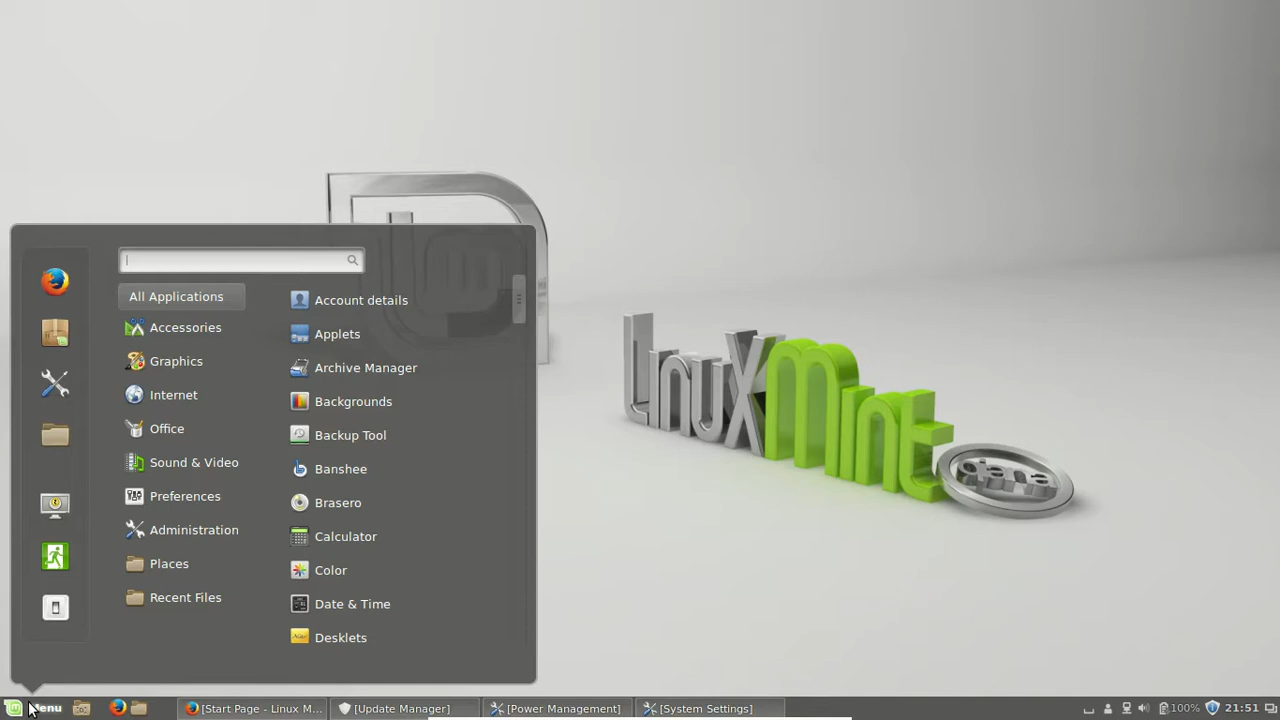 All Applications
Accessories
Graphics
Internet
Office
Sound & Video
Preferences
Administration
Places
Recent Files
Account details
Applets
Archive Manager
Backgrounds
Backup Tool
Banshee
Brasero
Calculator
Color
Date & Time
Desklets
LinuxMint
debian
Menu
[Start Page - Linux M...
[Update Manager]
[Power Management]
[System Settings]
100%
21:51